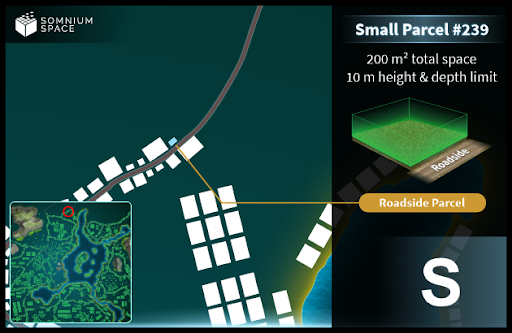 SOMNIUM
SPACE
Small Parcel #239
200 m² total space
10 m height & depth limit
Roadside
Roadside Parcel
S